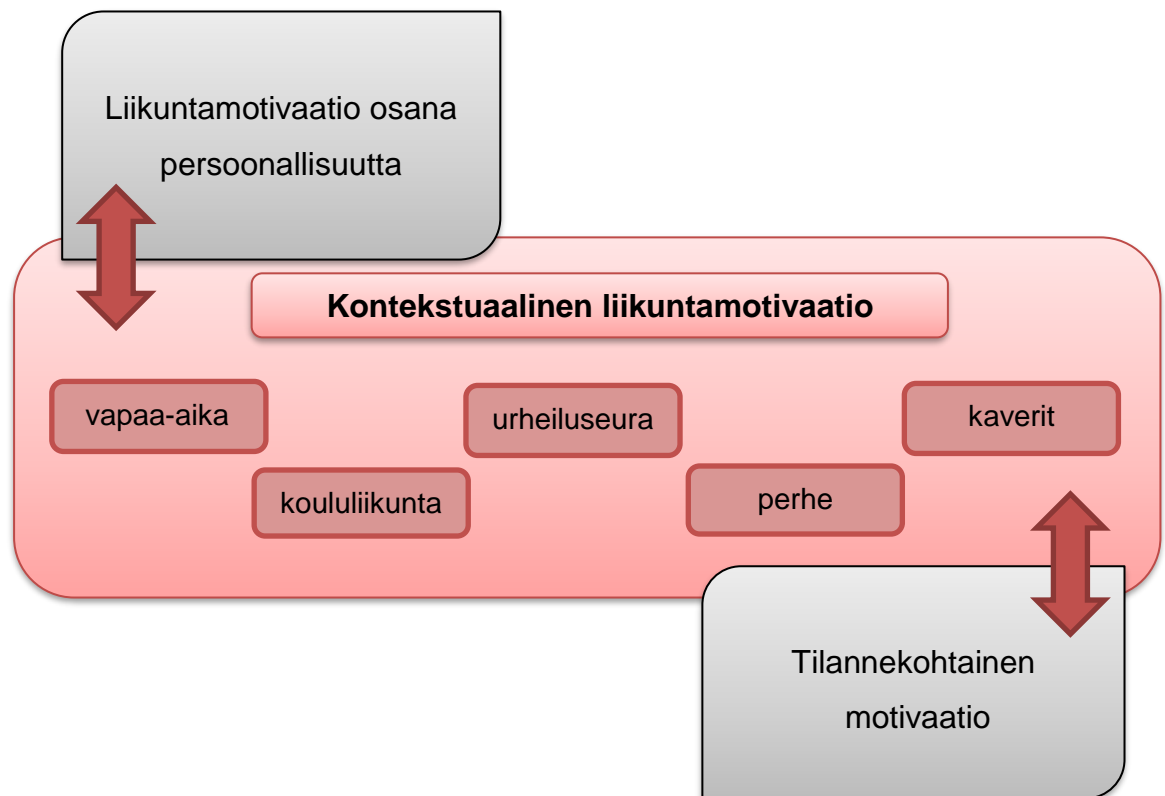 Liikuntamotivaatio osana
persoonallisuutta
Kontekstuaalinen liikuntamotivaatio
vapaa-aika
urheiluseura
kaverit
koululiikunta
perhe
Tilannekohtainen
motivaatio